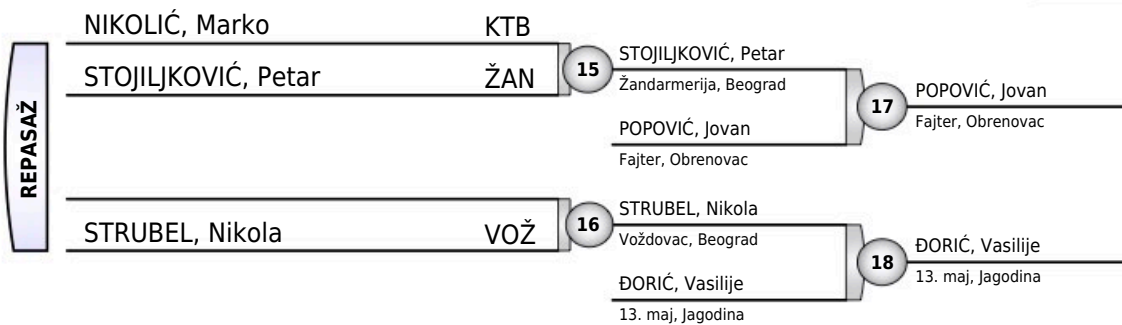 NIKOLIĆ, Marko KTB
STOJILJKOVIĆ, Petar ŽAN
REPASAŽ
STRUBEL, Nikola VOŽ
15
STOJILJKOVIĆ, Petar
Žandarmerija, Beograd
POPOVIĆ, Jovan
Fajter, Obrenovac
16
STRUBEL, Nikola
Voždovac, Beograd
ĐORIĆ, Vasilije
13. maj, Jagodina
17
POPOVIĆ, Jovan
Fajter, Obrenovac
18
ĐORIĆ, Vasilije
13. maj, Jagodina